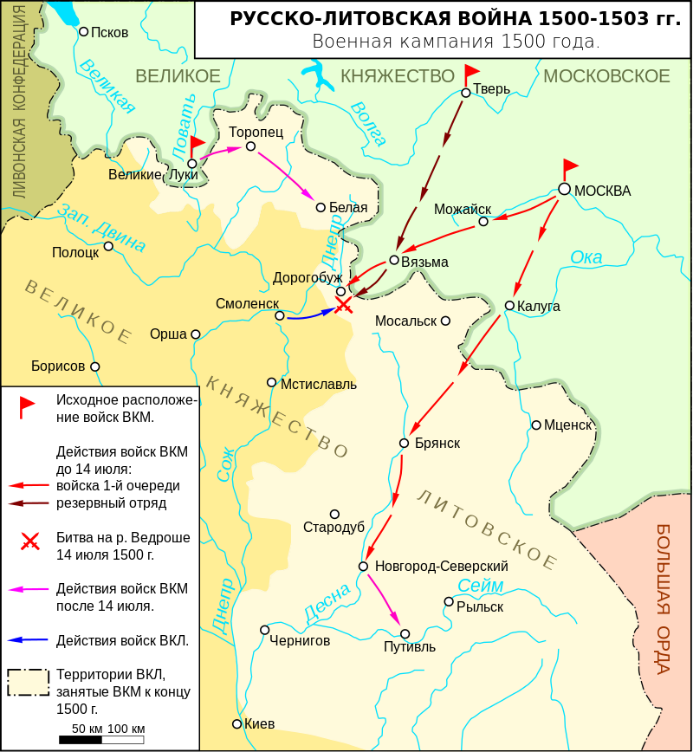 РУССКО-ЛИТОВСКАЯ ВОЙНА 1500-1503 гг.
Военная кампания 1500 года.
ЛИВОНСКАЯ КОНФЕДЕРАЦИЯ
Псков
Великая
ВЕЛИКОЕ
КНЯЖЕСТВО
МОСКОВСКОЕ
Тверь
Ловать
Торопец
Волга
Великие Луки
Белая
МОСКВА
Можайск
Зап. Двина
Полоцк
Днепр
Вязьма
Ока
Дорогобуж
Смоленск
Калуга
ВЕЛИКОЕ
Орша
Мосальск
Борисов
КНЯЖЕСТВО
Мстиславль
Мценск
Брянск
Сож
ЛИТОВСКОЕ
Стародуб
БОЛЬШАЯ ОРДА
Новгород-Северский
Сейм
Десна
Рыльск
Днепр
Чернигов
Путивль
Киев
Исходное расположе-
ние войск ВКМ.
Действия войск ВКМ
до 14 июля:
войска 1-й очереди
резервный отряд
Битва на р. Ведроше
14 июля 1500 г.
Действия войск ВКМ
после 14 июля.
Действия войск ВКЛ.
Территории ВКЛ,
занятые ВКМ к концу
1500 г.
50 км 100 км